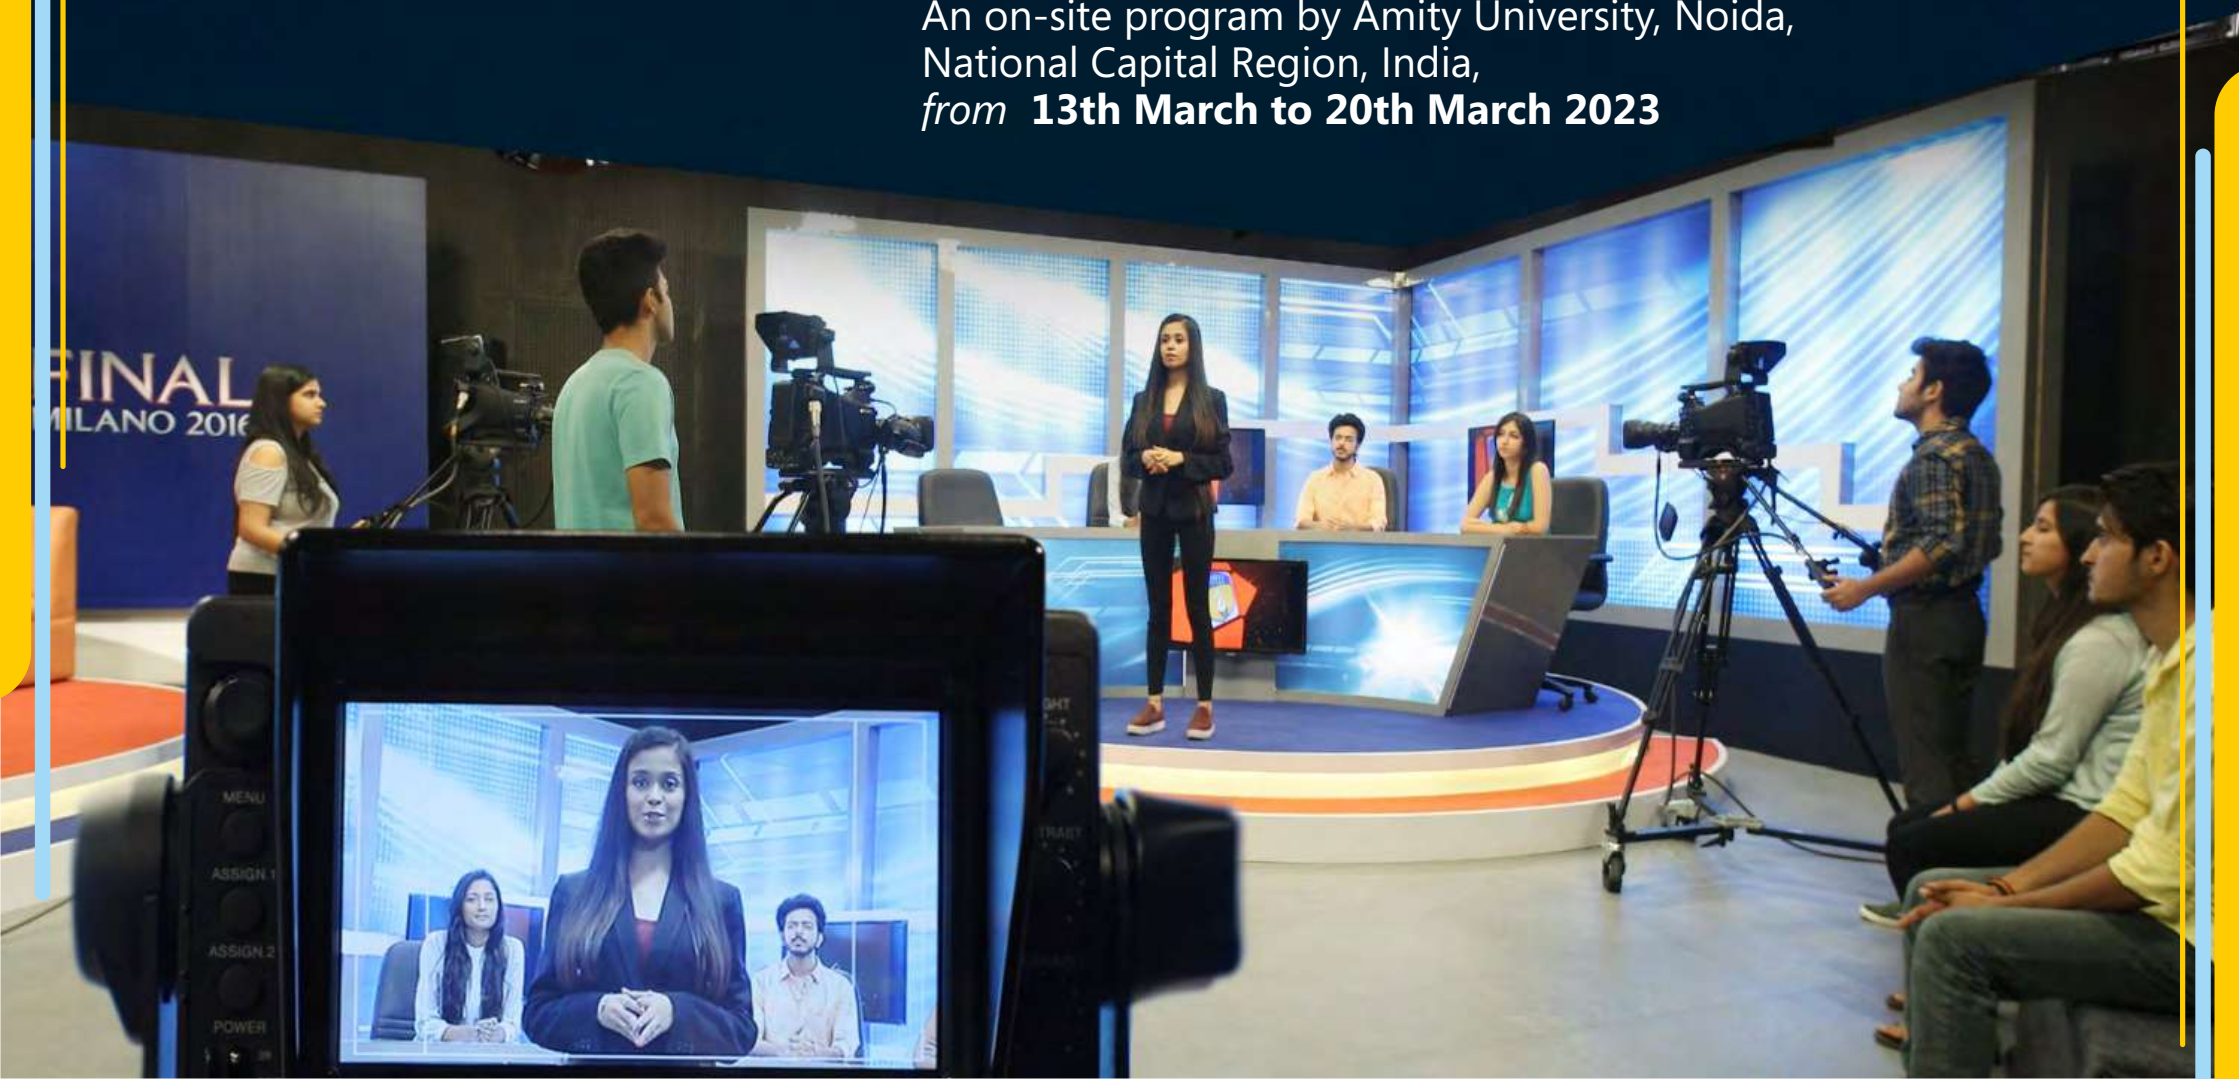 An on-site program by Amity University, Noida,
National Capital Region, India,
from 13th March to 20th March 2023
FINAL
MILANO 2016
MENU
ASSIGN.1
ASSIGN.2
POWER